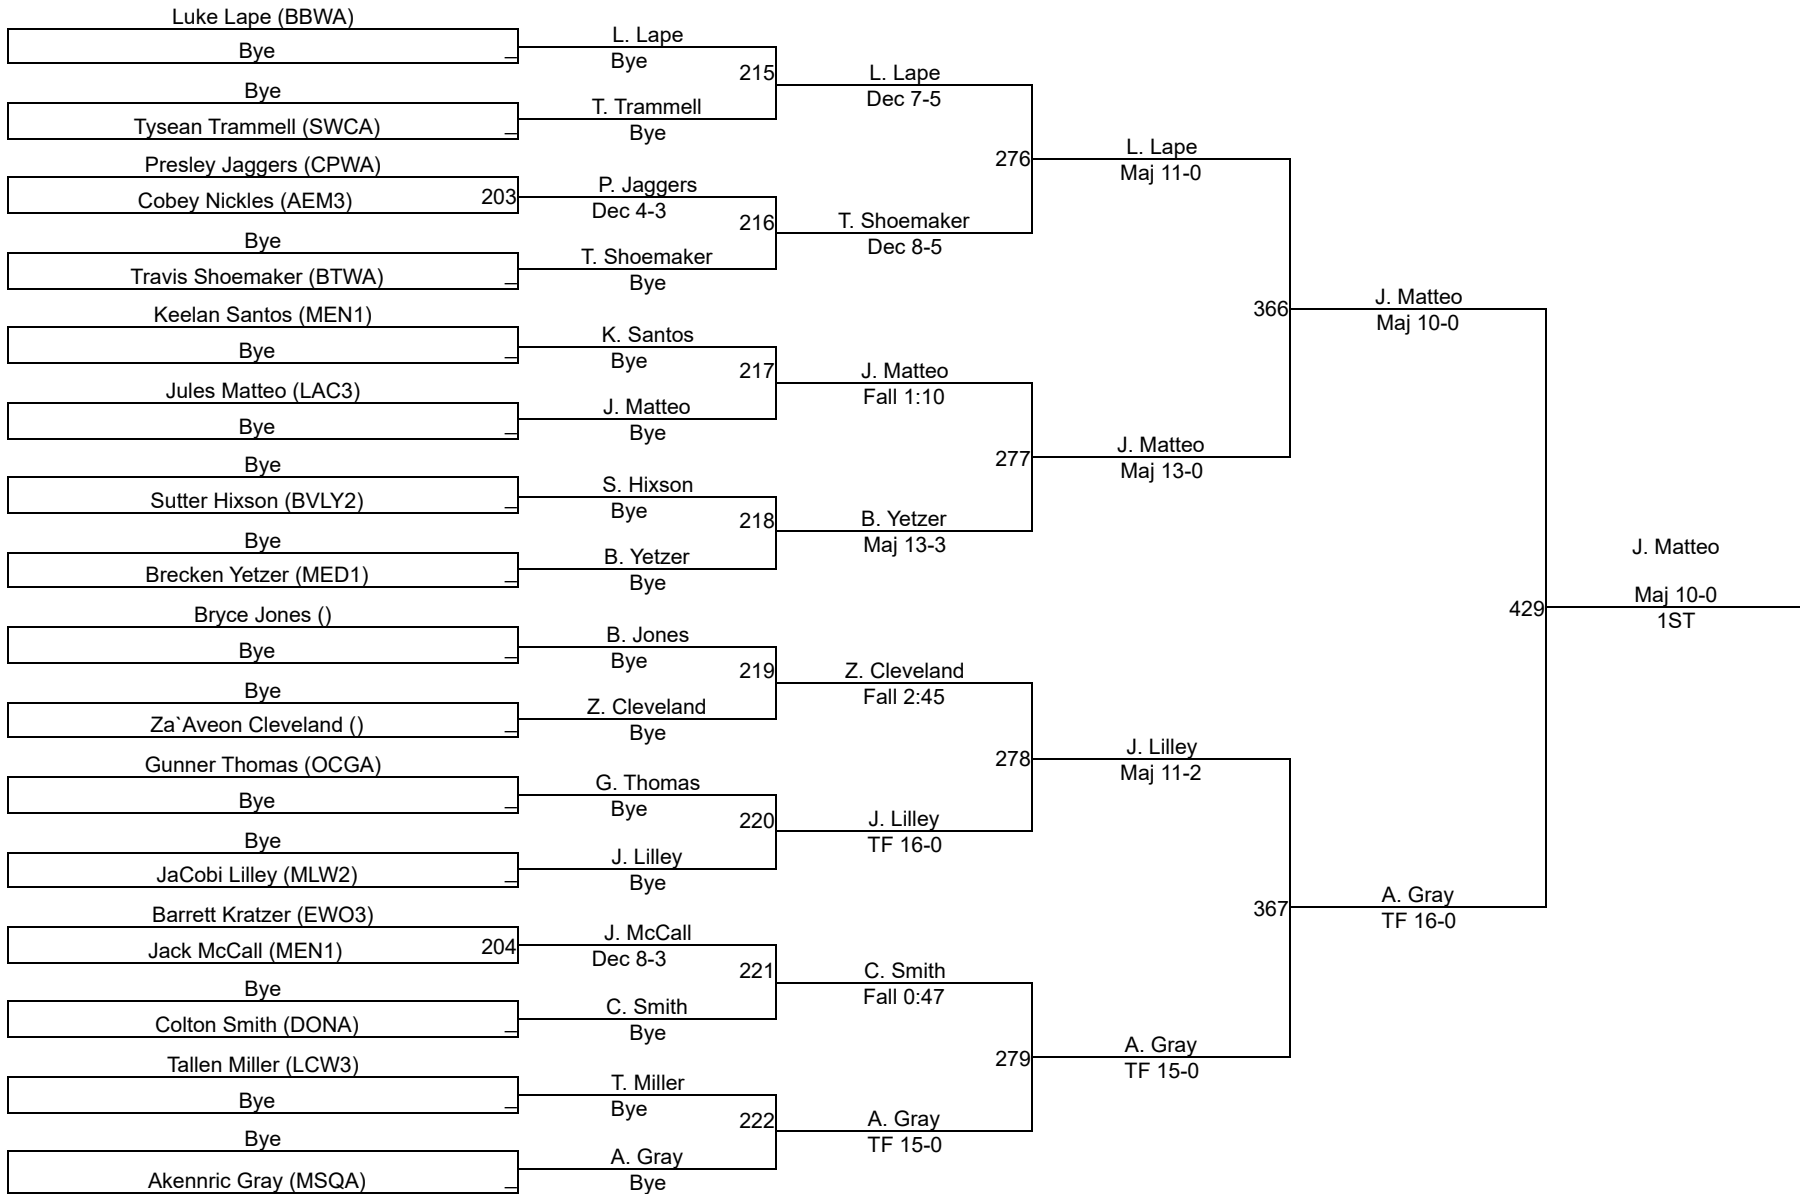 Luke Lape (BBWA)
Bye _
Bye
Tysean Trammell (SWCA) _
Presley Jaggers (CPWA)
Cobey Nickles (AEM3) 203
Bye
Travis Shoemaker (BTWA) _
Keelan Santos (MEN1)
Bye _
Jules Matteo (LAC3)
Bye _
Bye
Sutter Hixson (BVLY2) _
Bye
Brecken Yetzer (MED1) _
Bryce Jones ()
Bye _
Bye
Za`Aveon Cleveland () _
Gunner Thomas (OCGA)
Bye _
Bye
JaCobi Lilley (MLW2) _
Barrett Kratzer (EWO3)
Jack McCall (MEN1) 204
Bye
Colton Smith (DONA) _
Tallen Miller (LCW3)
Bye _
Bye
Akennric Gray (MSQA) _
L. Lape
Bye
215
T. Trammell
Bye
P. Jaggers
Dec 4-3
216
T. Shoemaker
Bye
K. Santos
Bye
217
J. Matteo
Bye
S. Hixson
Bye
218
B. Yetzer
Bye
B. Jones
Bye
219
Z. Cleveland
Bye
G. Thomas
Bye
220
J. Lilley
Bye
J. McCall
Dec 8-3
221
C. Smith
Bye
T. Miller
Bye
222
A. Gray
Bye
L. Lape
Dec 7-5
276
T. Shoemaker
Dec 8-5
J. Matteo
Fall 1:10
277
B. Yetzer
Maj 13-3
Z. Cleveland
Fall 2:45
278
J. Lilley
TF 16-0
C. Smith
Fall 0:47
279
A. Gray
TF 15-0
L. Lape
Maj 11-0
366
J. Matteo
Maj 13-0
J. Lilley
Maj 11-2
367
A. Gray
TF 15-0
J. Matteo
Maj 10-0
429
A. Gray
TF 16-0
J. Matteo
Maj 10-0
1ST